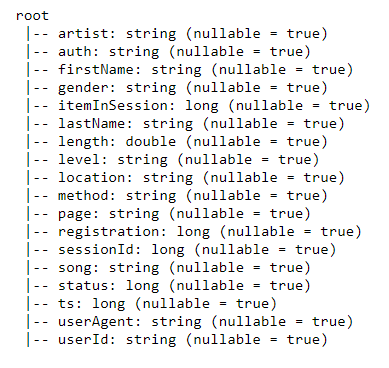 root
 |-- artist: string (nullable = true)
 |-- auth: string (nullable = true)
 |-- firstName: string (nullable = true)
 |-- gender: string (nullable = true)
 |-- itemInSession: long (nullable = true)
 |-- lastName: string (nullable = true)
 |-- length: double (nullable = true)
 |-- level: string (nullable = true)
 |-- location: string (nullable = true)
 |-- method: string (nullable = true)
 |-- page: string (nullable = true)
 |-- registration: long (nullable = true)
 |-- sessionId: long (nullable = true)
 |-- song: string (nullable = true)
 |-- status: long (nullable = true)
 |-- ts: long (nullable = true)
 |-- userAgent: string (nullable = true)
 |-- userId: string (nullable = true)